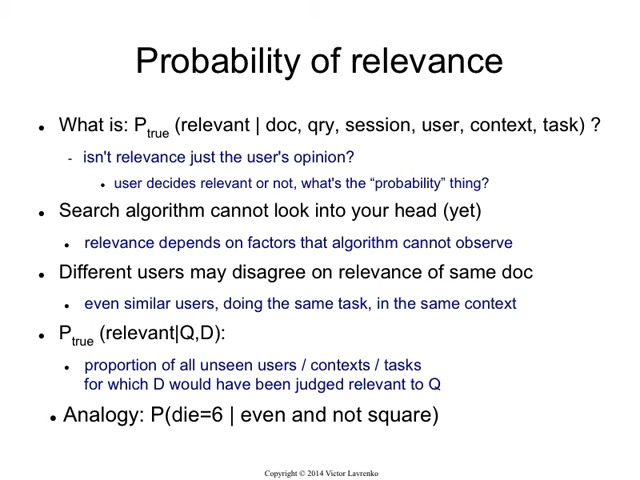 Probability of relevance
• What is: Ptrue (relevant | doc, qry, session, user, context, task) ?
- isn't relevance just the user's opinion?
• user decides relevant or not, what's the “probability” thing?
• Search algorithm cannot look into your head (yet)
• relevance depends on factors that algorithm cannot observe
• Different users may disagree on relevance of same doc
• even similar users, doing the same task, in the same context
• Ptrue (relevant|Q,D):
• proportion of all unseen users / contexts / tasks
for which D would have been judged relevant to Q
• Analogy: P(die=6 | even and not square)
Copyright © 2014 Victor Lavrenko